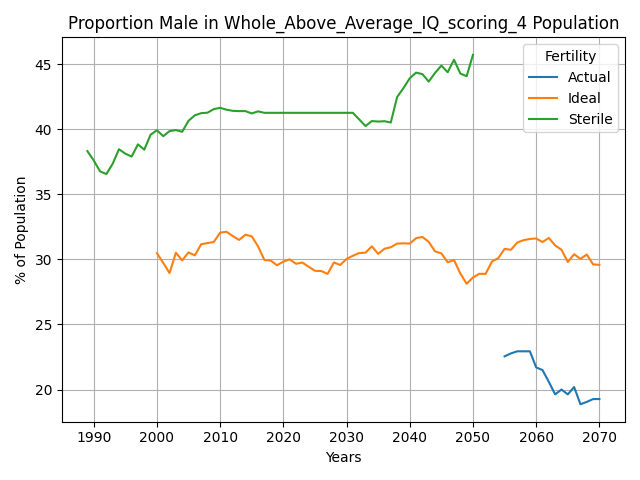 Proportion Male in Whole_Above_Average_IQ_scoring_4 Population
% of Population
45
40
35
30
25
20
Fertility
Actual
Ideal
Sterile
1990 2000 2010 2020 2030 2040 2050 2060 2070
Years